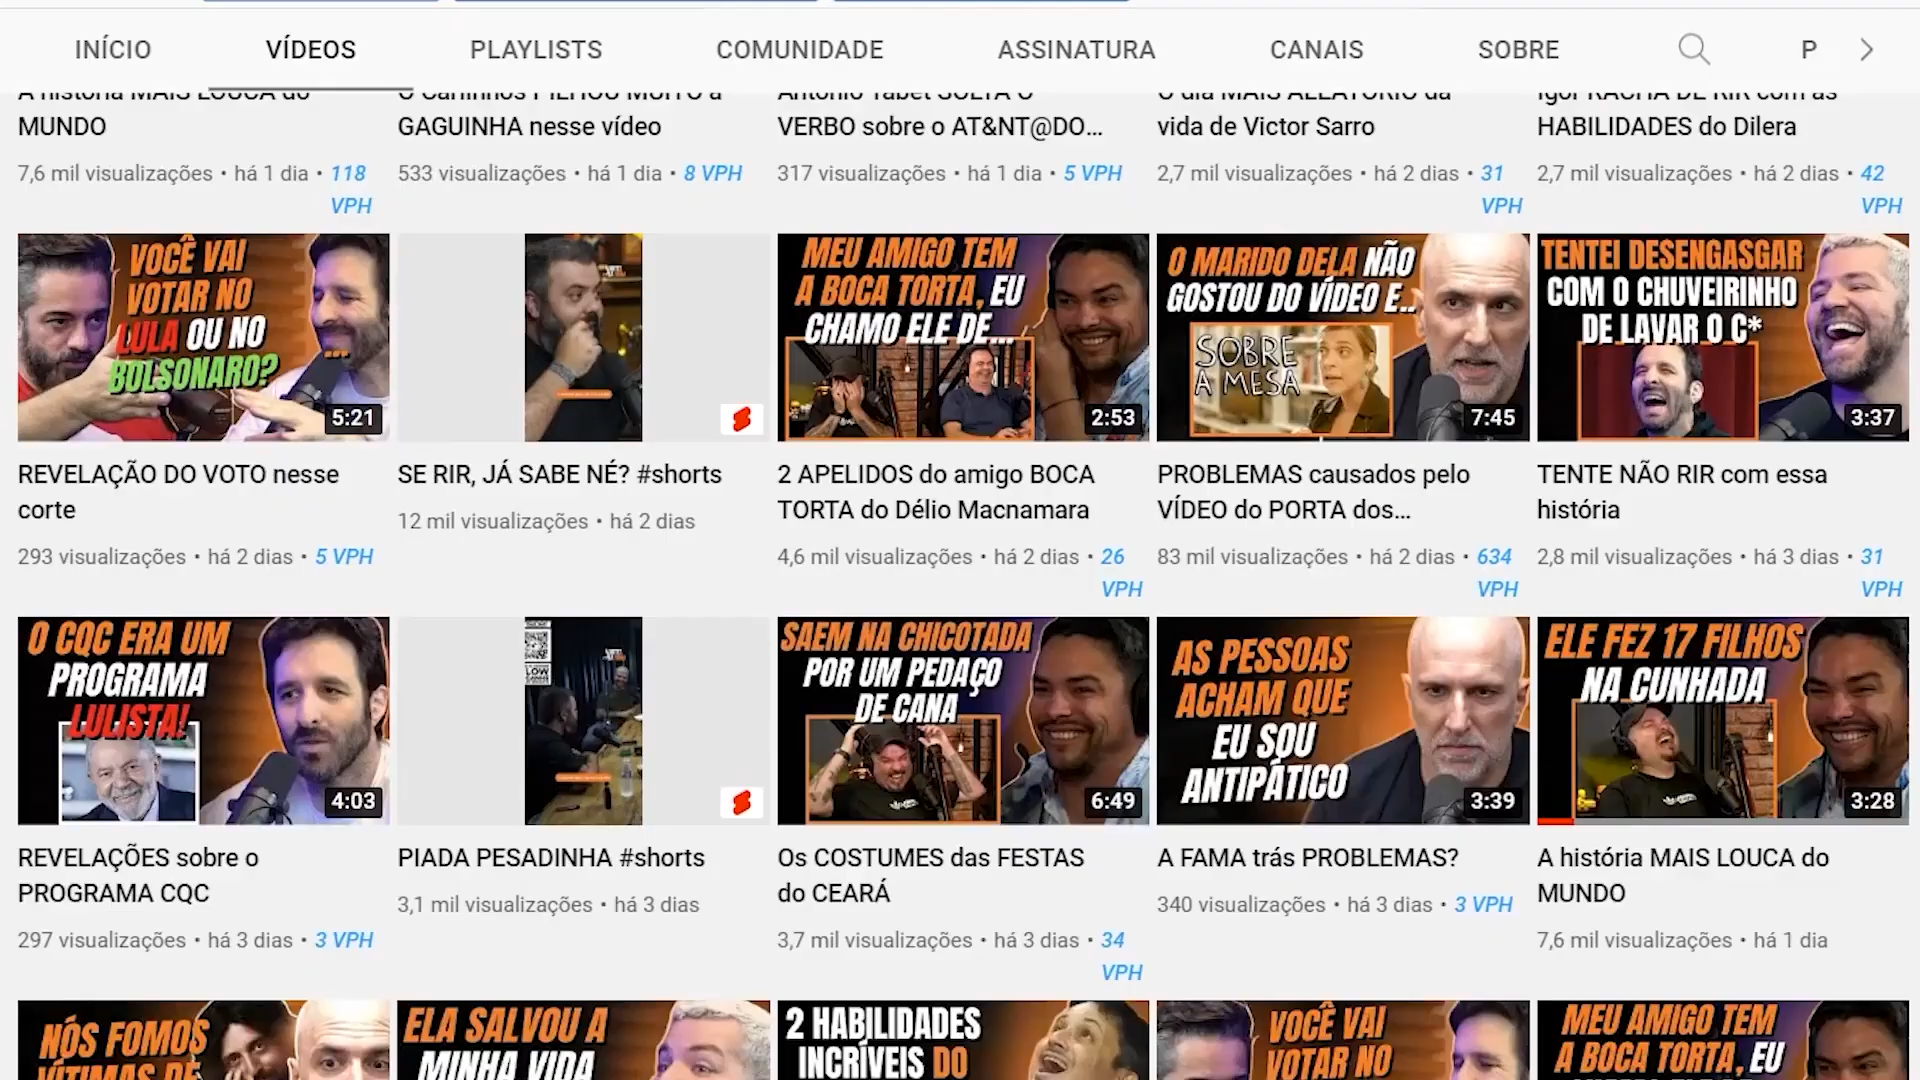 INÍCIO
VÍDEOS
PLAYLISTS
COMUNIDADE
ASSINATURA
CANAIS
SOBRE
P
A história MAIS LOUCA do
MUNDO
7,6 mil visualizações • há 1 dia • 118
VPH
O Carlinhos PILHOU MUITO a
GAGUINHA nesse vídeo
533 visualizações • há 1 dia • 8 VPH
Antonio Tabet SOLTA O
VERBO sobre o AT&NT@DO...
317 visualizações • há 1 dia • 5 VPH
O dia MAIS ALEATÓRIO da
vida de Victor Sarro
2,7 mil visualizações • há 2 dias • 31
VPH
Igor RACHA DE RIR com as
HABILIDADES do Dilera
2,7 mil visualizações • há 2 dias • 42
VPH
VOCÊ VAI
VOTAR NO
LULA OU NO
BOLSONARO?
...
5:21
REVELAÇÃO DO VOTO nesse
corte
293 visualizações • há 2 dias • 5 VPH
SE RIR, JÁ SABE NÉ? #shorts
12 mil visualizações • há 2 dias
MEU AMIGO TEM
A BOCA TORTA, EU
CHAMO ELE DE...
2:53
2 APELIDOS do amigo BOCA
TORTA do Délio Macnamara
4,6 mil visualizações • há 2 dias • 26
VPH
O MARIDO DELA NÃO
GOSTOU DO VÍDEO E...
SOBRE
A MESA
7:45
PROBLEMAS causados pelo
VÍDEO do PORTA dos...
83 mil visualizações • há 2 dias • 634
VPH
TENTEI DESENGASGAR
COM O CHUVEIRINHO
DE LAVAR O C*
3:37
TENTE NÃO RIR com essa
história
2,8 mil visualizações • há 3 dias • 31
VPH
O CQC ERA UM
PROGRAMA
LULISTA!
4:03
REVELAÇÕES sobre o
PROGRAMA CQC
297 visualizações • há 3 dias • 3 VPH
PIADA PESADINHA #shorts
3,1 mil visualizações • há 3 dias
SAEM NA CHICOTADA
POR UM PEDAÇO
DE CANA
6:49
Os COSTUMES das FESTAS
do CEARÁ
3,7 mil visualizações • há 3 dias • 34
VPH
AS PESSOAS
ACHAM QUE
EU SOU
ANTIPÁTICO
3:39
A FAMA trás PROBLEMAS?
340 visualizações • há 3 dias • 3 VPH
ELE FEZ 17 FILHOS
NA CUNHADA
3:28
A história MAIS LOUCA do
MUNDO
7,6 mil visualizações • há 1 dia
NÓS FOMOS
VÍTIMAS DE
ELA SALVOU A
MINHA VIDA
2 HABILIDADES
INCRÍVEIS DO
VOCÊ VAI
VOTAR NO
MEU AMIGO TEM
A BOCA TORTA, EU